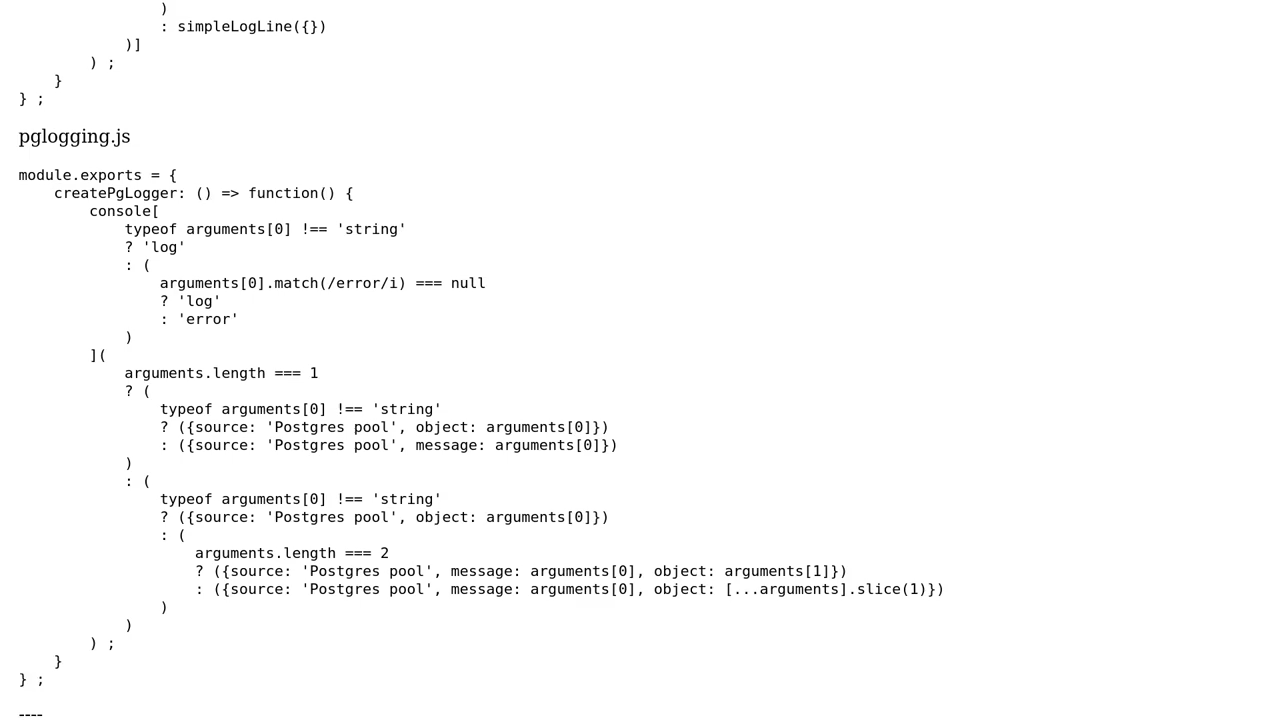 )
                : simpleLogLine({})
            )]
        ) ;
    }
} ;
pglogging.js
module.exports = {
    createPgLogger: () => function() {
        console[
            typeof arguments[0] !== 'string'
            ? 'log'
            : (
                arguments[0].match(/error/i) === null
                ? 'log'
                : 'error'
            )
        ](
            arguments.length === 1
            ? (
                typeof arguments[0] !== 'string'
                ? ({source: 'Postgres pool', object: arguments[0]})
                : ({source: 'Postgres pool', message: arguments[0]})
            )
            : (
                typeof arguments[0] !== 'string'
                ? ({source: 'Postgres pool', object: arguments[0]})
                : (
                    arguments.length === 2
                    ? ({source: 'Postgres pool', message: arguments[0], object: arguments[1]})
                    : ({source: 'Postgres pool', message: arguments[0], object: [...arguments].slice(1)})
                )
            )
        ) ;
    }
} ;
----